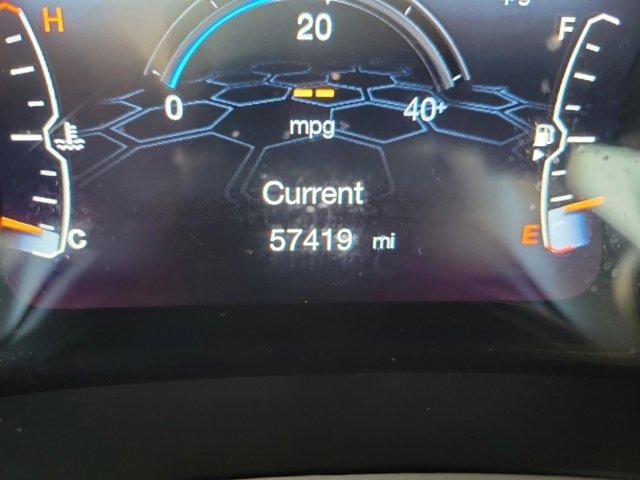 H
20
F
0
40+
--
mpg
Current
C
57419 mi
E